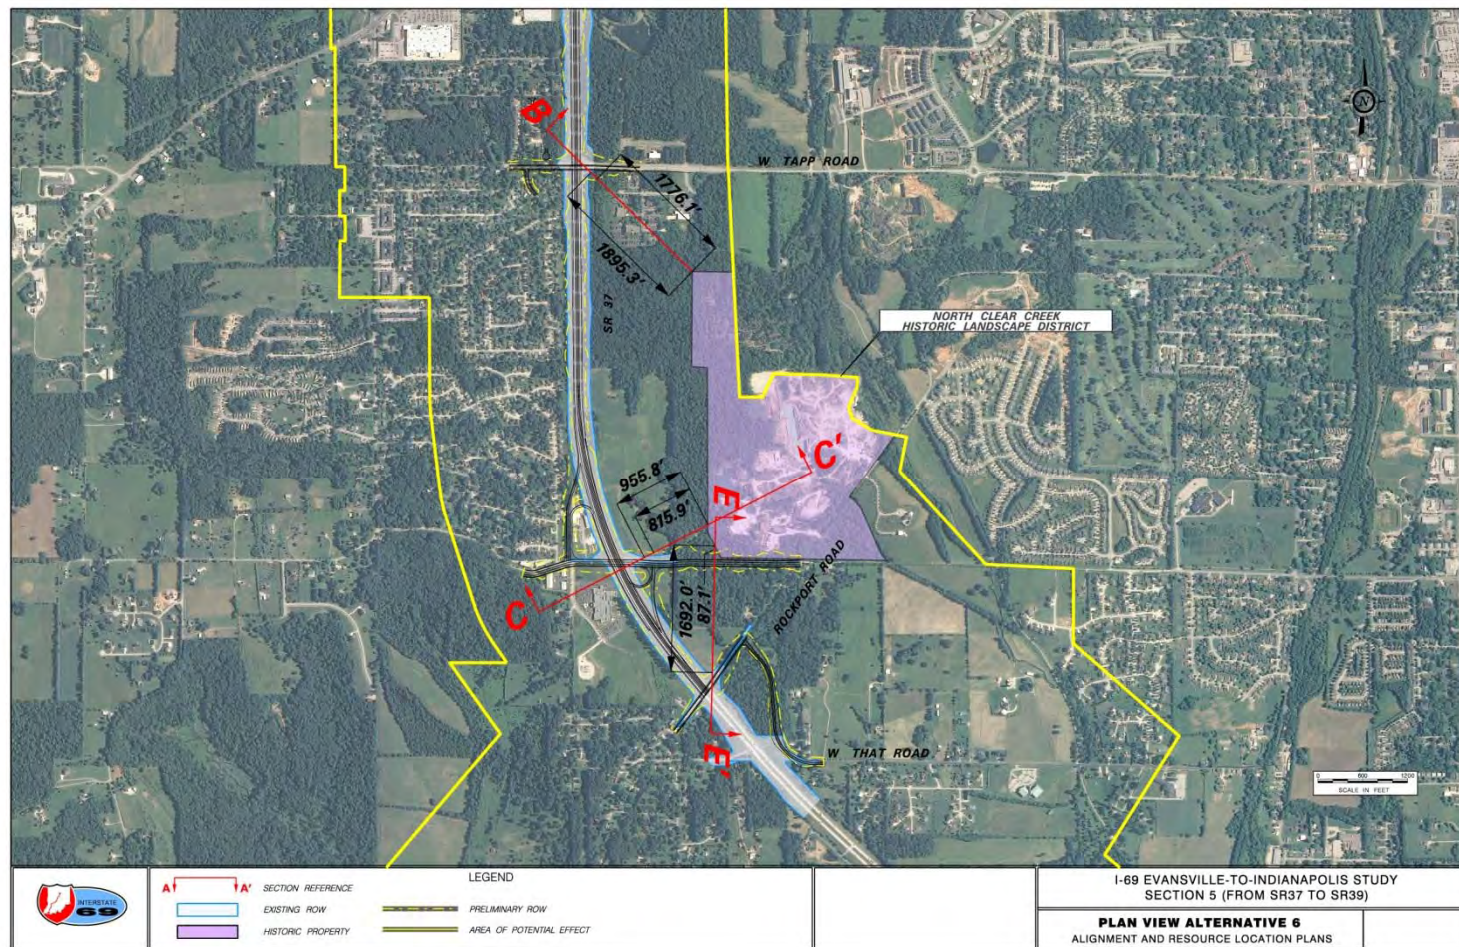 B
W TAPP ROAD
1776.1'
1895.3'
SR 37
NORTH CLEAR CREEK
HISTORIC LANDSCAPE DISTRICT
N
955.8'
815.9'
E
C'
C
1692.0'
87.1'
ROCKPORT ROAD
E'
W THAT ROAD
0 600 1200
SCALE IN FEET
INTERSTATE
69
LEGEND
A A' SECTION REFERENCE
EXISTING ROW
PRELIMINARY ROW
HISTORIC PROPERTY
AREA OF POTENTIAL EFFECT
I-69 EVANSVILLE-TO-INDIANAPOLIS STUDY
SECTION 5 (FROM SR37 TO SR39)
PLAN VIEW ALTERNATIVE 6
ALIGNMENT AND RESOURCE LOCATION PLANS